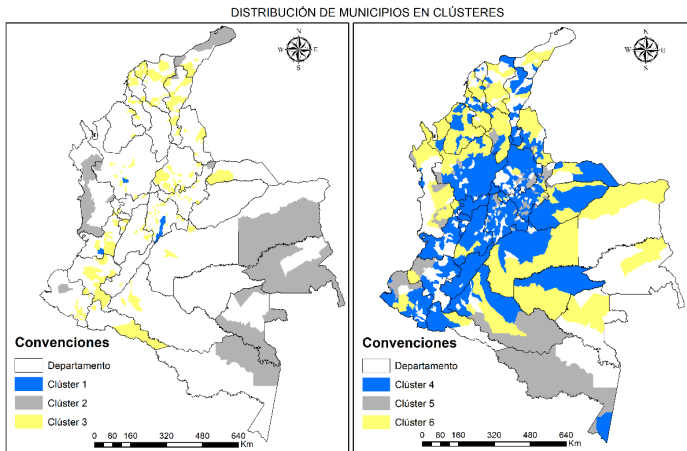 DISTRIBUCIÓN DE MUNICIPIOS EN CLÚSTERES
N
W E
S
Convenciones
Departamento
Clúster 1
Clúster 2
Clúster 3
0 80 160 320 480 640
Km
N
W E
S
Convenciones
Departamento
Clúster 4
Clúster 5
Clúster 6
0 80 160 320 480 640
Km